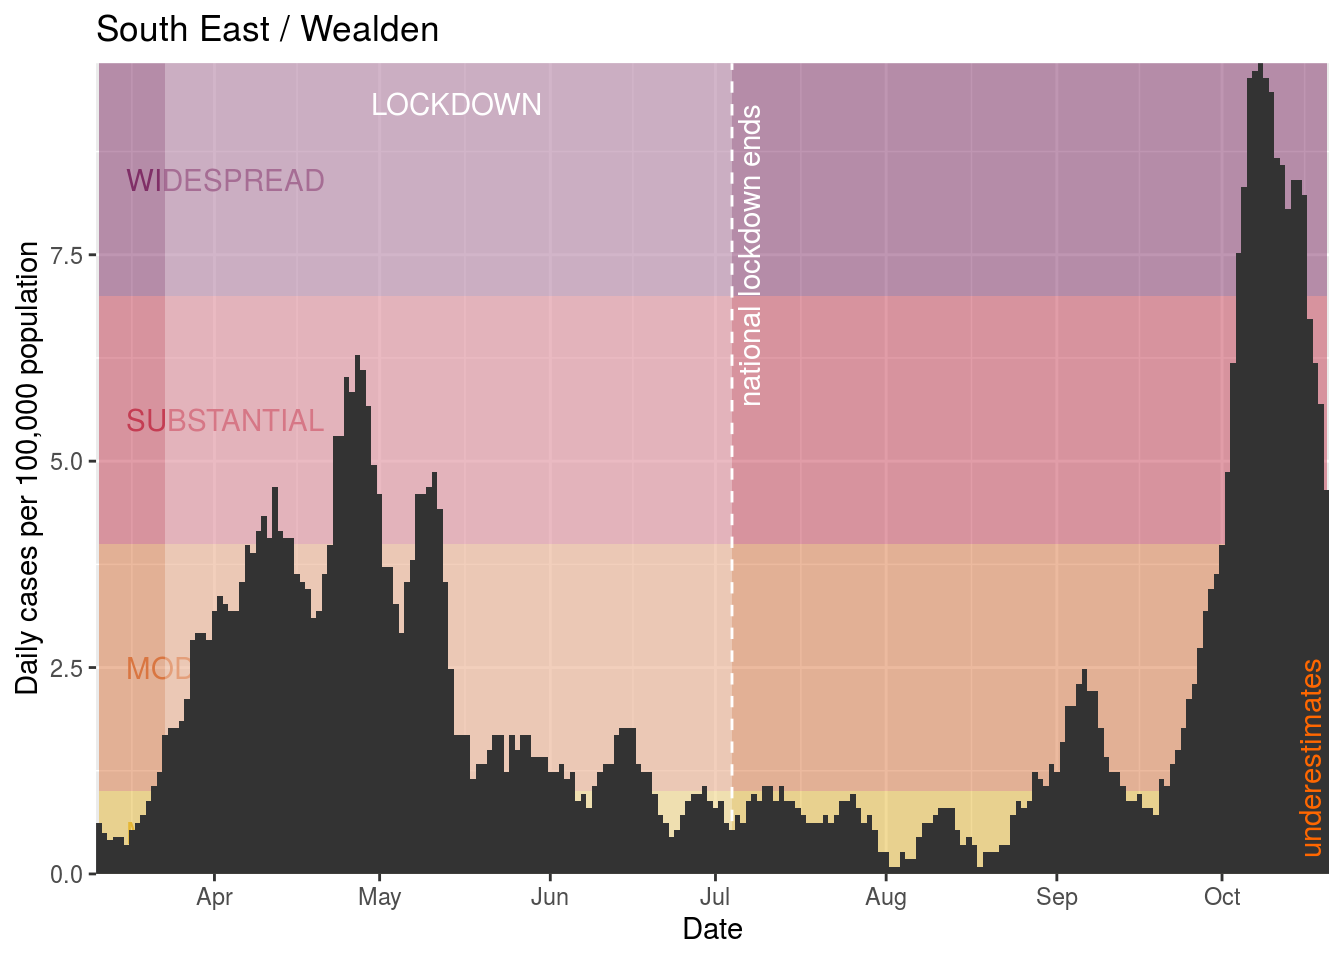 South East / Wealden
LOCKDOWN
WIDESPREAD
national lockdown ends
SUBSTANTIAL
MOD
underestimates
7.5
5.0
2.5
0.0
Daily cases per 100,000 population
Apr May Jun Jul Aug Sep Oct
Date